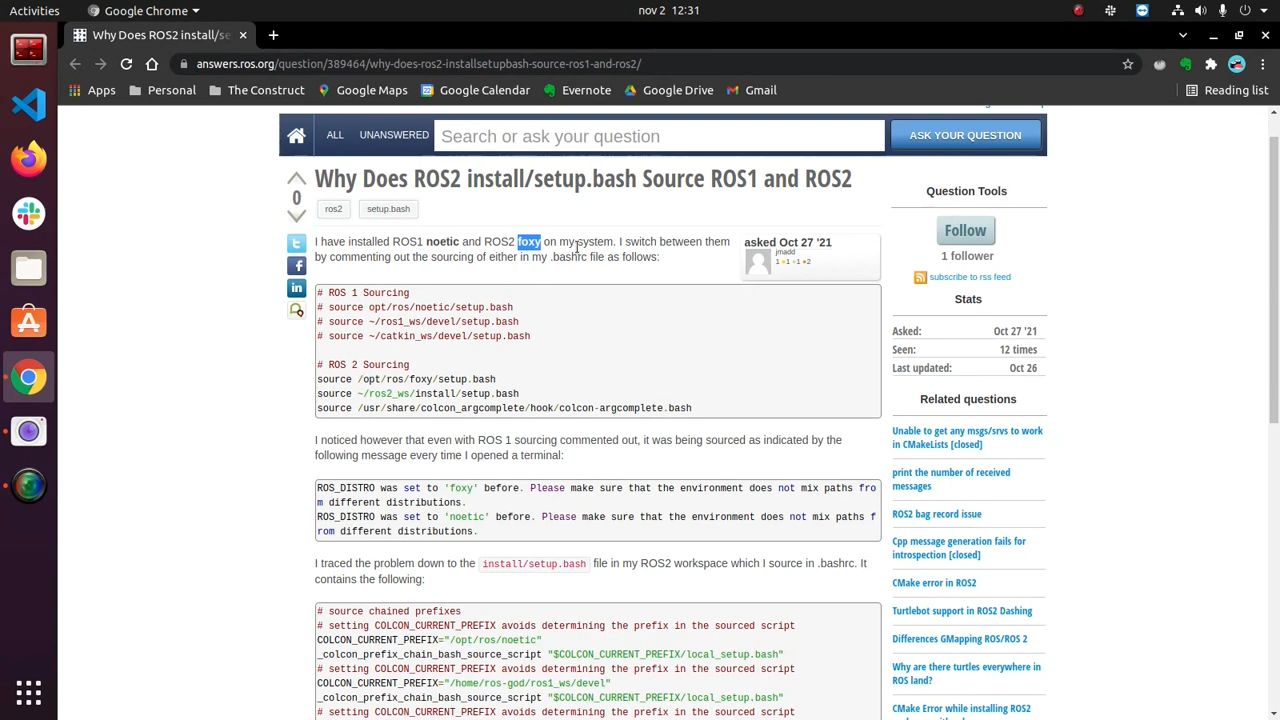 Activities
Google Chrome
nov 2 12:31
Why Does ROS2 install/se
answers.ros.org/question/389464/why-does-ros2-installsetupbash-source-ros1-and-ros2/
Apps
Personal
The Construct
Google Maps
Google Calendar
Evernote
Google Drive
Gmail
Reading list
ALL
UNANSWERED
Search or ask your question
ASK YOUR QUESTION
Why Does ROS2 install/setup.bash Source ROS1 and ROS2
0
ros2
setup.bash
I have installed ROS1 noetic and ROS2 foxy on my system. I switch between them
by commenting out the sourcing of either in my .bashrc file as follows:
asked Oct 27 '21
jmadd
1 ●1 ●1 ●2
# ROS 1 Sourcing
# source opt/ros/noetic/setup.bash
# source ~/ros1_ws/devel/setup.bash
# source ~/catkin_ws/devel/setup.bash
# ROS 2 Sourcing
source /opt/ros/foxy/setup.bash
source ~/ros2_ws/install/setup.bash
source /usr/share/colcon_argcomplete/hook/colcon-argcomplete.bash
I noticed however that even with ROS 1 sourcing commented out, it was being sourced as indicated by the
following message every time I opened a terminal:
ROS_DISTRO was set to 'foxy' before. Please make sure that the environment does not mix paths fro
m different distributions.
ROS_DISTRO was set to 'noetic' before. Please make sure that the environment does not mix paths f
rom different distributions.
I traced the problem down to the install/setup.bash file in my ROS2 workspace which I source in .bashrc. It
contains the following:
# source chained prefixes
# setting COLCON_CURRENT_PREFIX avoids determining the prefix in the sourced script
COLCON_CURRENT_PREFIX="/opt/ros/noetic"
_colcon_prefix_chain_bash_source_script "$COLCON_CURRENT_PREFIX/local_setup.bash"
# setting COLCON_CURRENT_PREFIX avoids determining the prefix in the sourced script
COLCON_CURRENT_PREFIX="/home/ros-god/ros1_ws/devel"
_colcon_prefix_chain_bash_source_script "$COLCON_CURRENT_PREFIX/local_setup.bash"
# setting COLCON_CURRENT_PREFIX avoids determining the prefix in the sourced script
Question Tools
Follow
1 follower
subscribe to rss feed
Stats
Asked: Oct 27 '21
Seen: 12 times
Last updated: Oct 26
Related questions
Unable to get any msgs/srvs to work
in CMakeLists [closed]
print the number of received
messages
ROS2 bag record issue
Cpp message generation fails for
introspection [closed]
CMake error in ROS2
Turtlebot support in ROS2 Dashing
Differences GMapping ROS/ROS 2
Why are there turtles everywhere in
ROS land?
CMake Error while installing ROS2